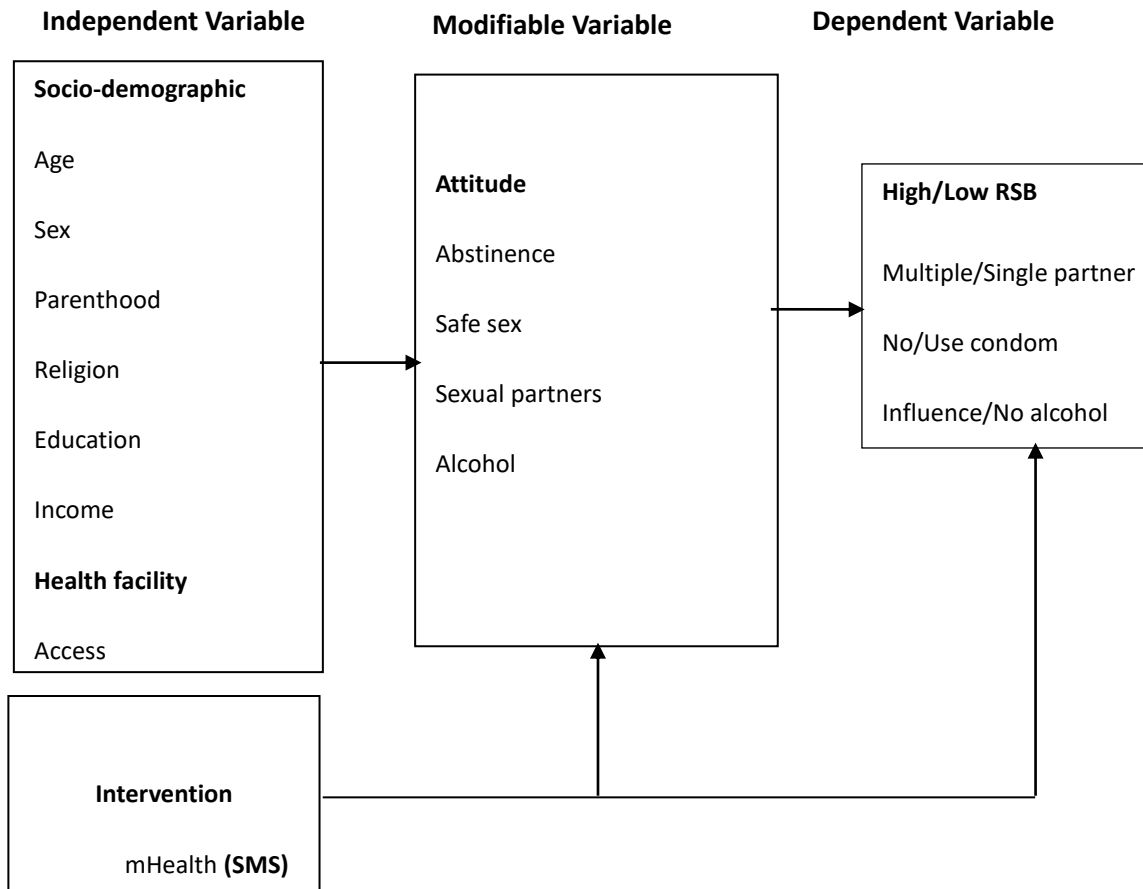 Independent Variable
Modifiable Variable
Dependent Variable
Socio-demographic
Age
Sex
Parenthood
Religion
Education
Income
Health facility
Access
Attitude
Abstinence
Safe sex
Sexual partners
Alcohol
High/Low RSB
Multiple/Single partner
No/Use condom
Influence/No alcohol
Intervention
mHealth (SMS)